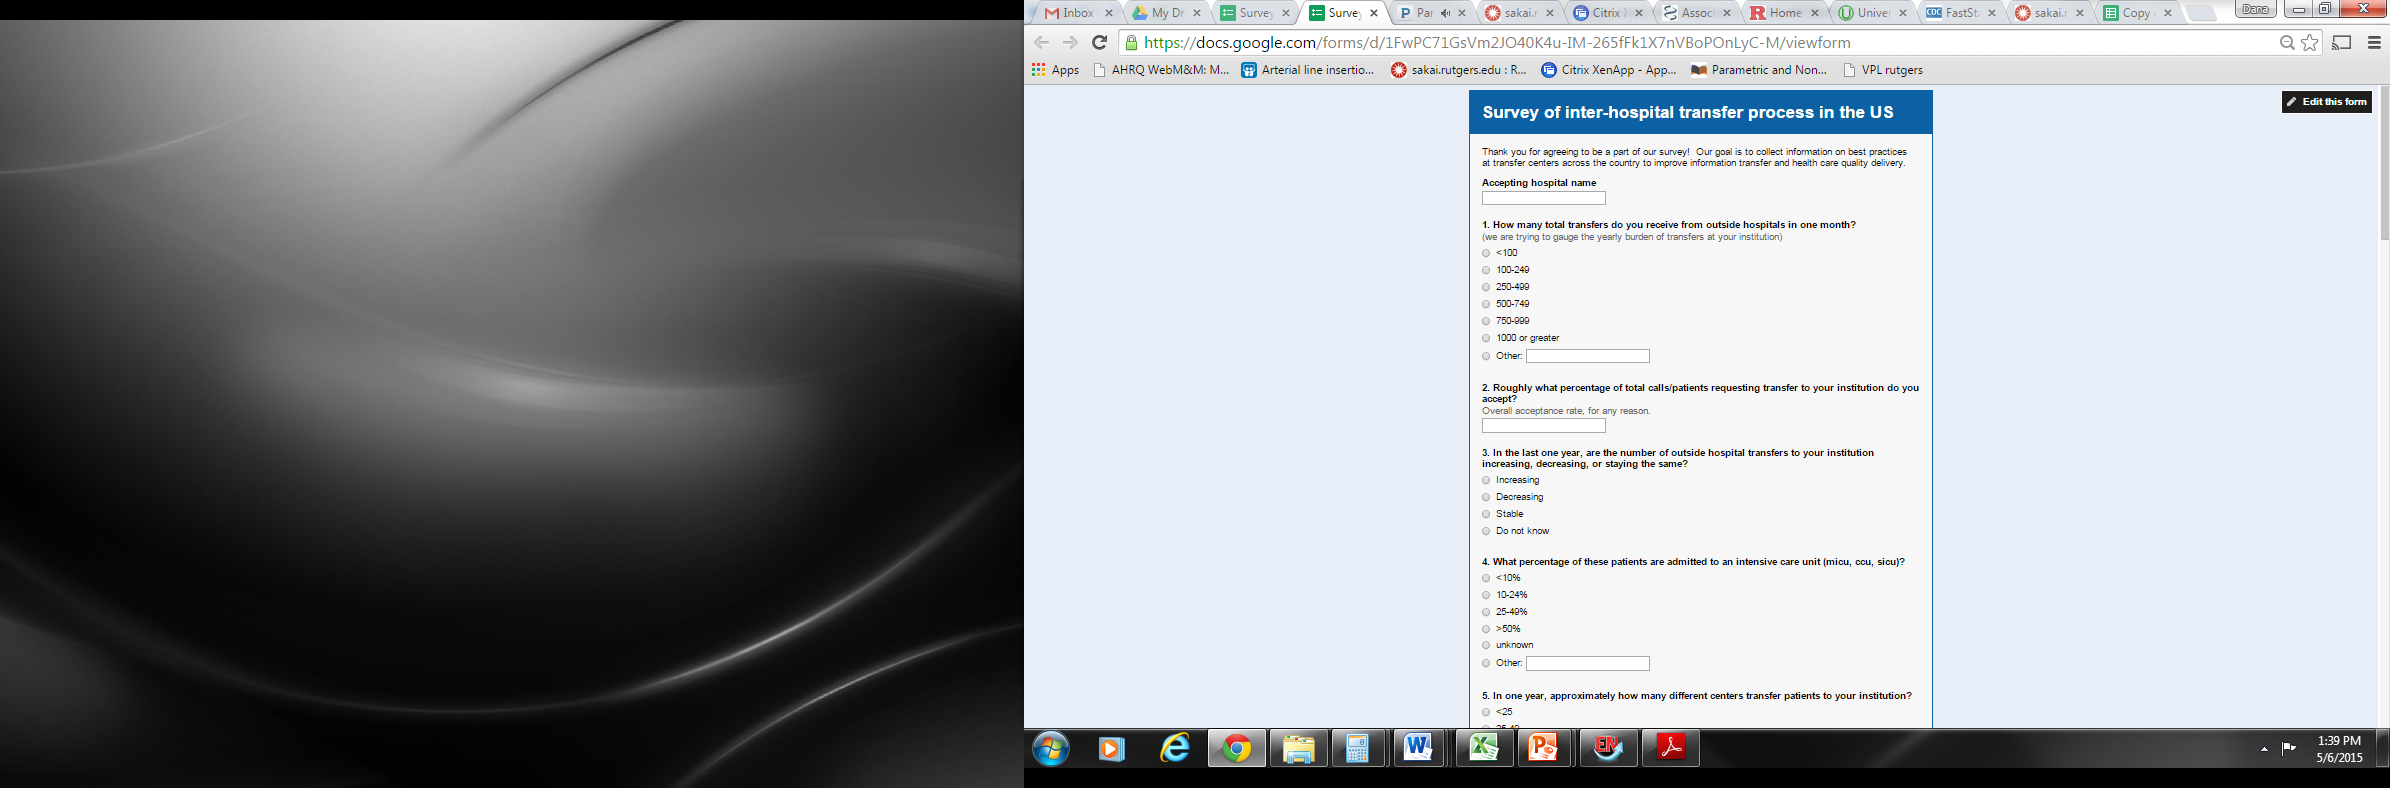 Inbox
My Dr
Survey
Survey
Par
sakai.r
Citrix
Associ
Home
Univer
CDC FastSt
sakai.r
Copy
Dana
https://docs.google.com/forms/d/1FwPC71GsVm2JO40K4u-IM-265fFk1X7nVBoPOnLyC-M/viewform
Apps
AHRQ WebM&M: M...
Arterial line insertio...
sakai.rutgers.edu : R...
Citrix XenApp - App...
Parametric and Non...
VPL rutgers
Edit this form
Survey of inter-hospital transfer process in the US
Thank you for agreeing to be a part of our survey! Our goal is to collect information on best practices
at transfer centers across the country to improve information transfer and health care quality delivery.
Accepting hospital name
1. How many total transfers do you receive from outside hospitals in one month?
(we are trying to gauge the yearly burden of transfers at your institution)
<100
100-249
250-499
500-749
750-999
1000 or greater
Other:
2. Roughly what percentage of total calls/patients requesting transfer to your institution do you
accept?
Overall acceptance rate, for any reason.
3. In the last one year, are the number of outside hospital transfers to your institution
increasing, decreasing, or staying the same?
Increasing
Decreasing
Stable
Do not know
4. What percentage of these patients are admitted to an intensive care unit (micu, ccu, sicu)?
<10%
10-24%
25-49%
>50%
unknown
Other:
5. In one year, approximately how many different centers transfer patients to your institution?
<25
1:39 PM
5/6/2015